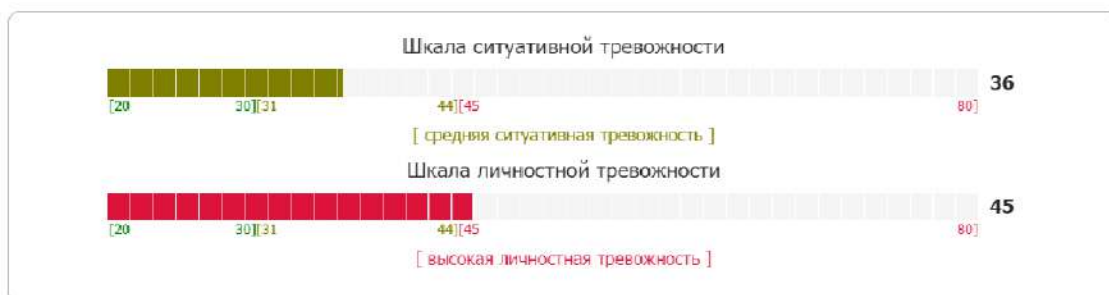 Шкала ситуативной тревожности
36
[20 30][31 44][45 80]
[ средняя ситуативная тревожность ]
Шкала личностной тревожности
45
[20 30][31 44][45 80]
[ высокая личностная тревожность ]